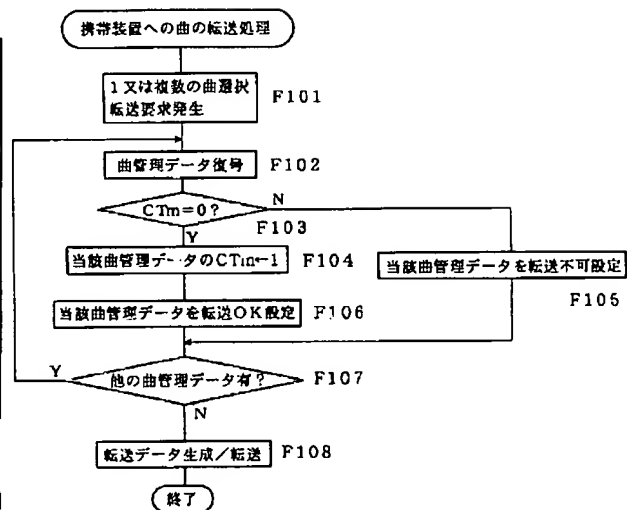 携帯装置への曲の転送処理
1又は複数の曲選択
転送要求発生
F101
曲管理データ復号
F102
CTm=0?
N
F103
Y
当該曲管理データのCTm←1
F104
当該曲管理データを転送不可設定
F105
当該曲管理データを転送OK設定
F106
Y
他の曲管理データ有?
F107
N
転送データ生成/転送
F108
終了